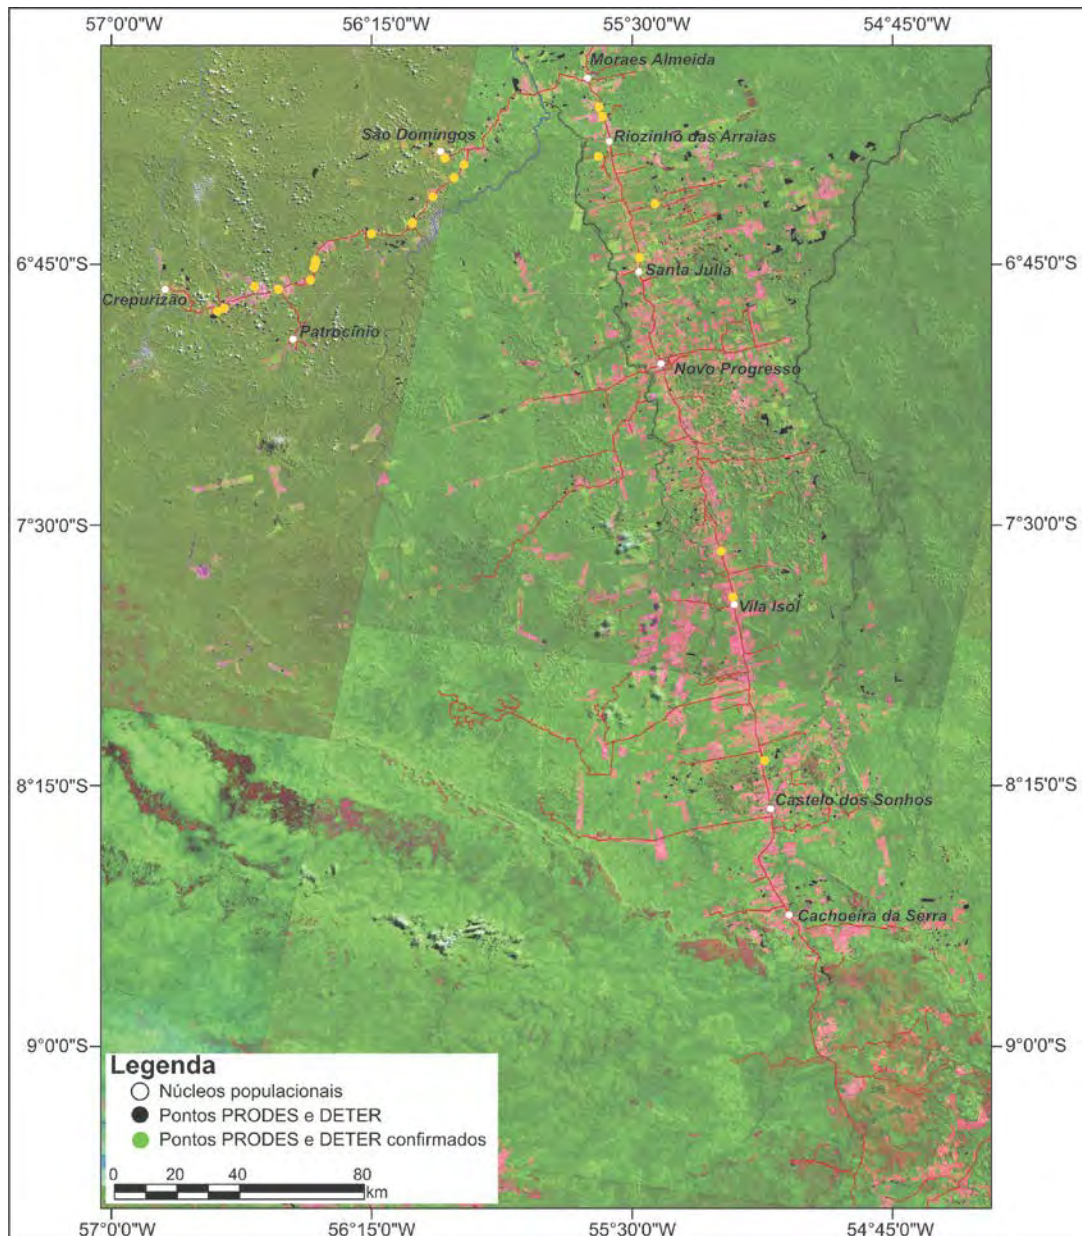 57°0'0"W 56°15'0"W 55°30'0"W 54°45'0"W
Moraes Almeida
São Domingos
Riozinho das Arraias
6°45'0"S 6°45'0"S
Santa Júlia
Crepurizão
Patrocínio
Novo Progresso
7°30'0"S 7°30'0"S
Vila Isol
8°15'0"S 8°15'0"S
Castelo dos Sonhos
Cachoeira da Serra
9°0'0"S 9°0'0"S
Legenda
Núcleos populacionais
Pontos PRODES e DETER
Pontos PRODES e DETER confirmados
0 20 40 80
km
57°0'0"W 56°15'0"W 55°30'0"W 54°45'0"W